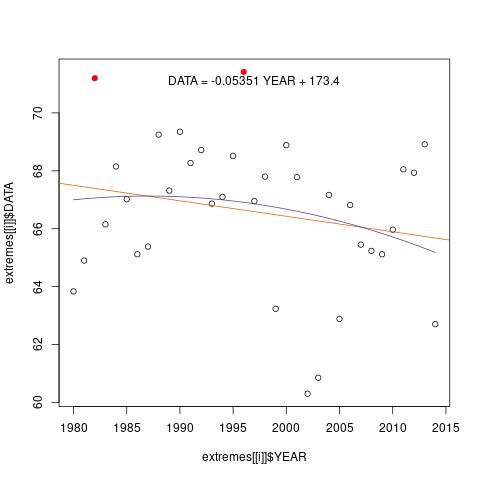 DATA = -0.05351 YEAR + 173.4
extremes[[i]]$DATA
70
68
66
64
62
60
1980 1985 1990 1995 2000 2005 2010 2015
extremes[[i]]$YEAR